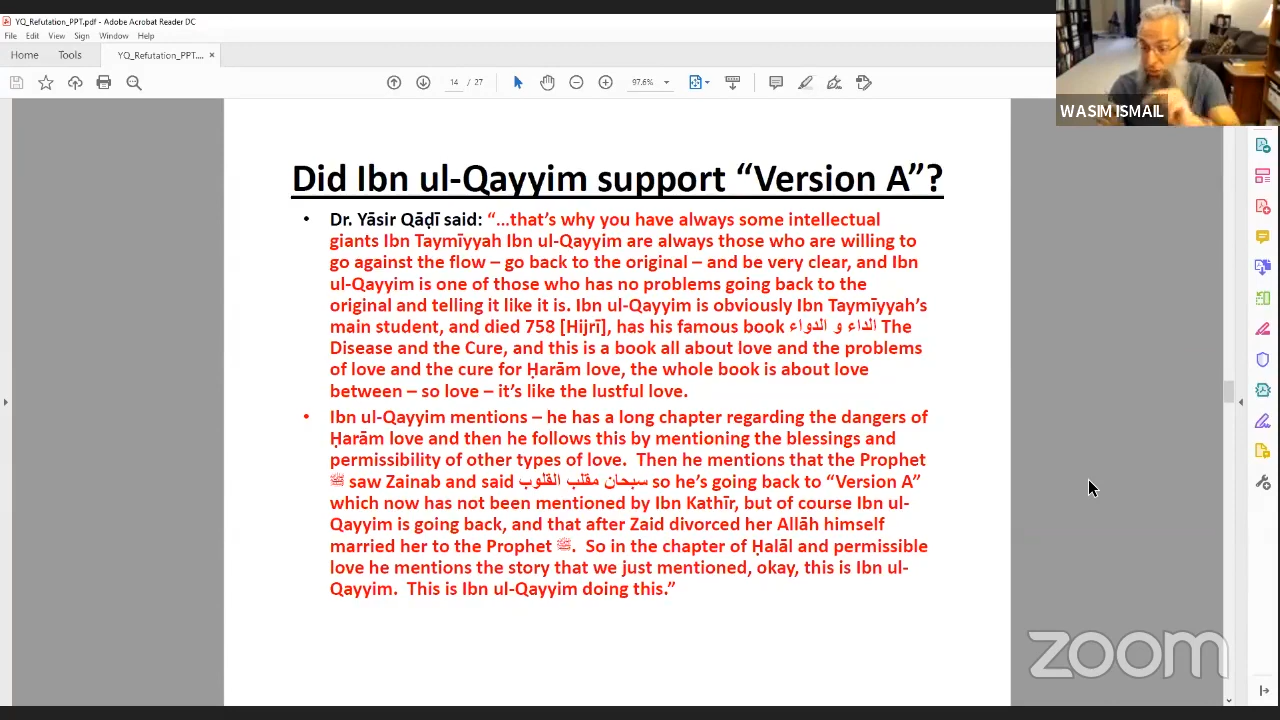 YQ_Refutation_PPT.pdf - Adobe Acrobat Reader DC
File Edit View Sign Window Help
Home Tools YQ_Refutation_PPT.... ×
14 / 27 97.6%
WASIM ISMAIL
Did Ibn ul-Qayyim support “Version A”?
• Dr. Yāsir Qāḍī said: “...that’s why you have always some intellectual
giants Ibn Taymīyyah Ibn ul-Qayyim are always those who are willing to
go against the flow – go back to the original – and be very clear, and Ibn
ul-Qayyim is one of those who has no problems going back to the
original and telling it like it is. Ibn ul-Qayyim is obviously Ibn Taymīyyah’s
main student, and died 758 [Hijrī], has his famous book الداء و الدواء The
Disease and the Cure, and this is a book all about love and the problems
of love and the cure for Ḥarām love, the whole book is about love
between – so love – it’s like the lustful love.
• Ibn ul-Qayyim mentions – he has a long chapter regarding the dangers of
Ḥarām love and then he follows this by mentioning the blessings and
permissibility of other types of love. Then he mentions that the Prophet
ﷺ saw Zainab and said سبحان مقلب القلوب so he’s going back to “Version A”
which now has not been mentioned by Ibn Kathīr, but of course Ibn ul-
Qayyim is going back, and that after Zaid divorced her Allāh himself
married her to the Prophet ﷺ. So in the chapter of Ḥalāl and permissible
love he mentions the story that we just mentioned, okay, this is Ibn ul-
Qayyim. This is Ibn ul-Qayyim doing this.”
zoom